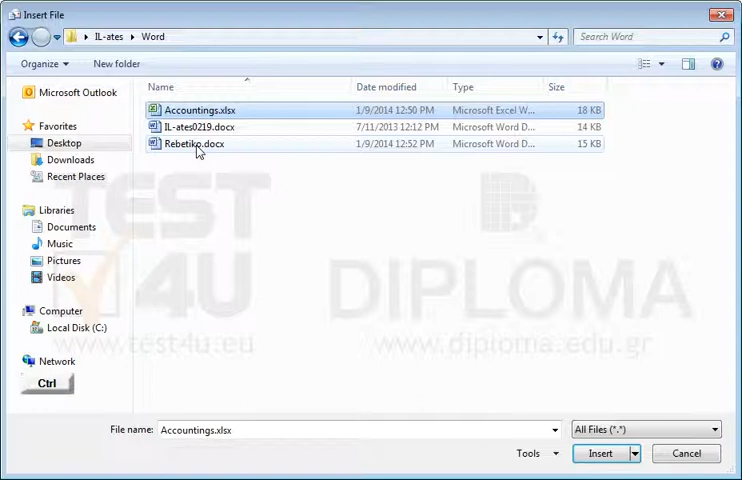 Insert File
IL-ates Word
Search Word
Organize New folder
Name Date modified Type Size
Microsoft Outlook
Accountings.xlsx 1/9/2014 12:50 PM Microsoft Excel W... 18 KB
IL-ates0219.docx 7/11/2013 12:12 PM Microsoft Word D... 14 KB
Rebetiko.docx 1/9/2014 12:52 PM Microsoft Word D... 15 KB
Favorites
Desktop
Downloads
Recent Places
Libraries
Documents
Music
Pictures
Videos
Computer
Local Disk (C:)
Network
TEST
4U
DIPLOMA
www.test4u.eu
www.diploma.edu.gr
Ctrl
File name: Accountings.xlsx All Files (*.*)
Tools Insert Cancel